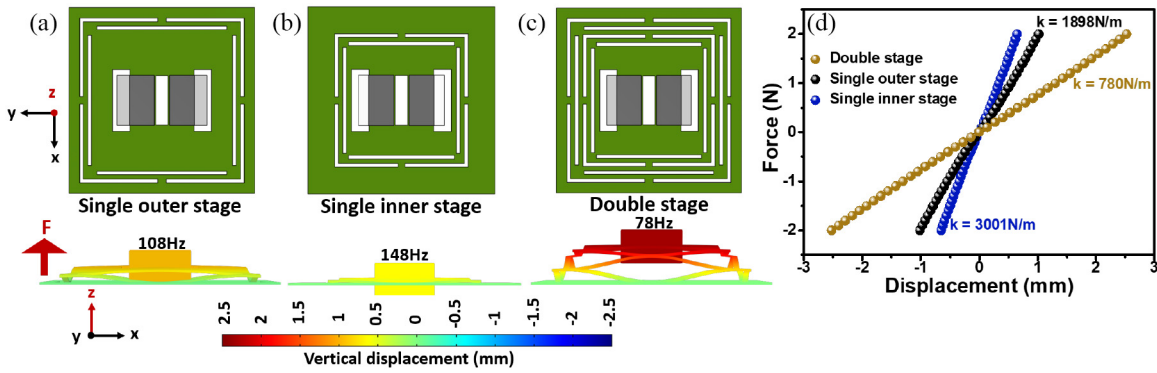 (a)
(b)
(c)
(d)
z
y
x
Single outer stage
Single inner stage
Double stage
F
108Hz
148Hz
78Hz
z
y
x
2.5 2 1.5 1 0.5 0 -0.5 -1 -1.5 -2 -2.5
Vertical displacement (mm)
k = 1898N/m
Double stage
Single outer stage
Single inner stage
k = 780N/m
k = 3001N/m
Force (N)
2
1
0
-1
-2
-3 -2 -1 0 1 2 3
Displacement (mm)